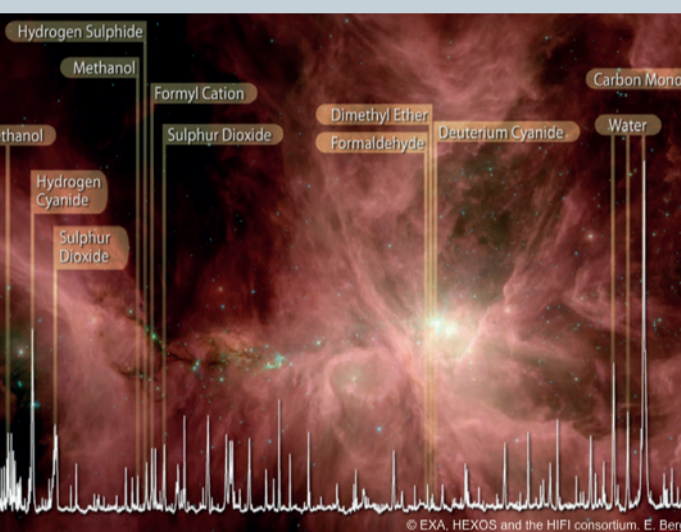 Hydrogen Sulphide
Methanol
Formyl Cation
Carbon Mono
Dimethyl Ether
Water
ethanol
Sulphur Dioxide
Deuterium Cyanide
Formaldehyde
Hydrogen
Cyanide
Sulphur
Dioxide
© EXA, HEXOS and the HIFI consortium. E. Ber